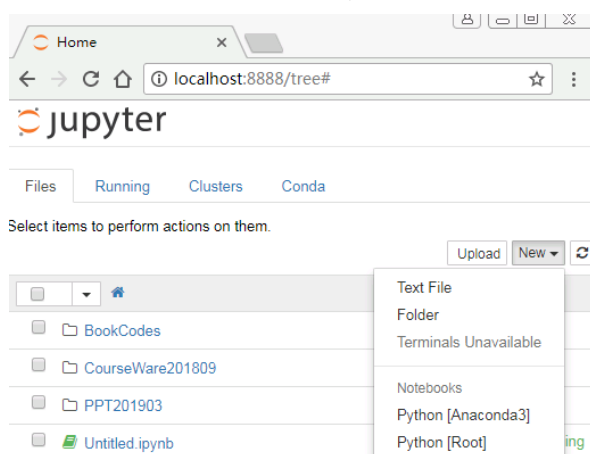 Home
localhost:8888/tree#
jupyter
Files Running Clusters Conda
Select items to perform actions on them.
Upload New
Text File
Folder
BookCodes
Terminals Unavailable
CourseWare201809
Notebooks
PPT201903
Python [Anaconda3]
Untitled.ipynb
Python [Root]
ing